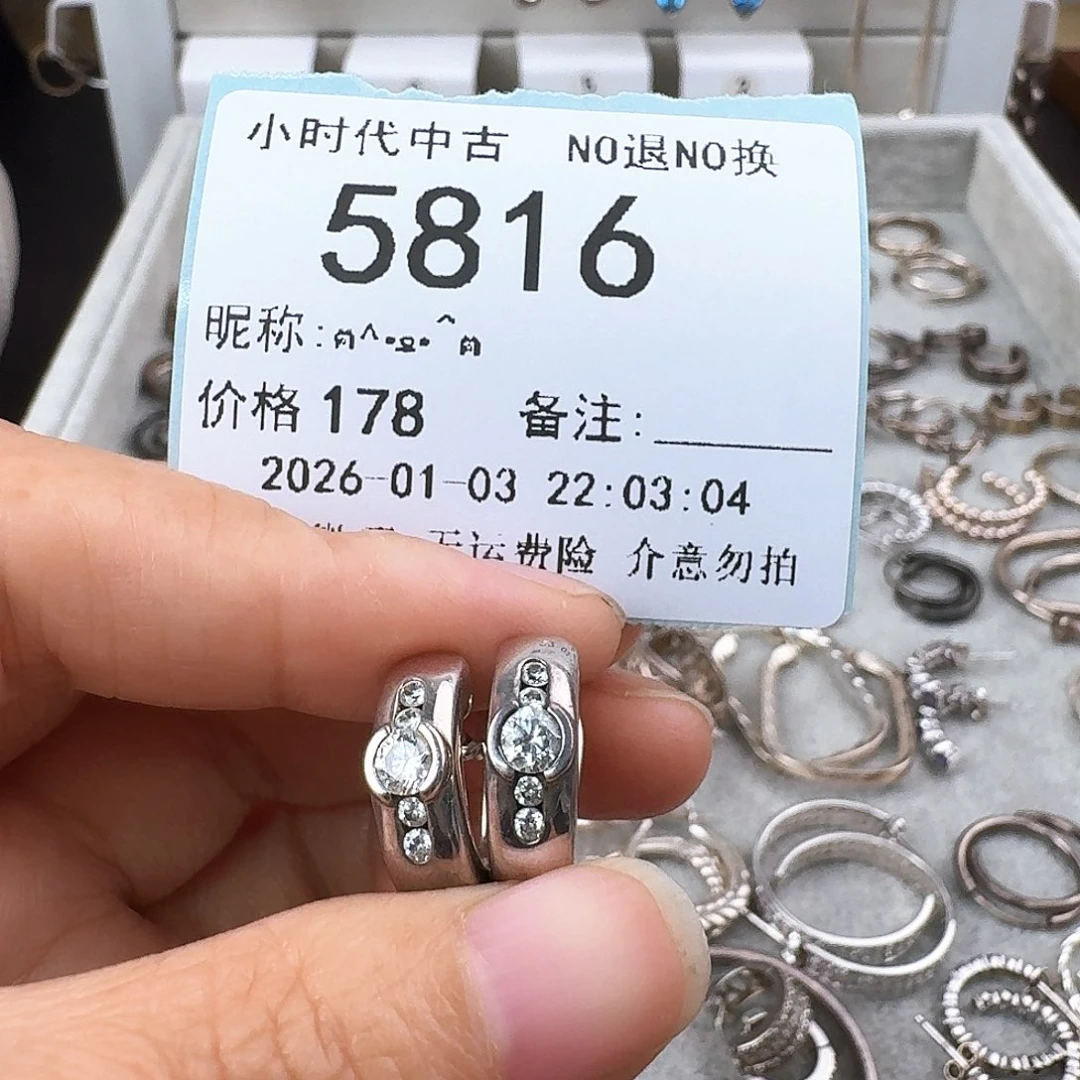 小时代中古 NO退NO换
5816
昵称:ฅ^•ﻌ•^ฅ
价格 178 备注:__________
2026-01-03 22:03:04
无运费险 介意勿拍